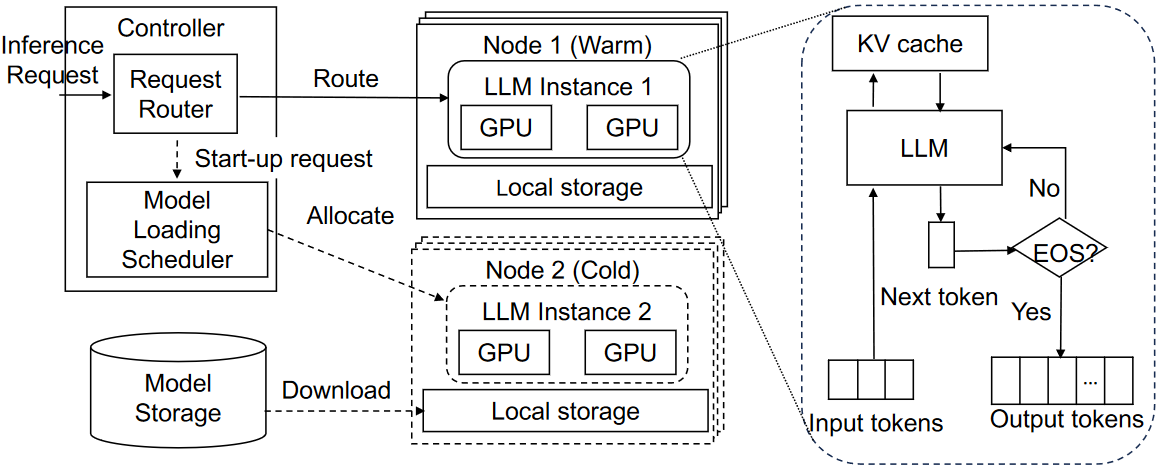 Controller
Inference
Request
Request
Router
Route
Start-up request
Model
Loading
Scheduler
Allocate
Model
Storage
Download
Node 1 (Warm)
LLM Instance 1
GPU
GPU
Local storage
Node 2 (Cold)
LLM Instance 2
GPU
GPU
Local storage
KV cache
LLM
No
EOS?
Next token
Yes
...
Input tokens
Output tokens